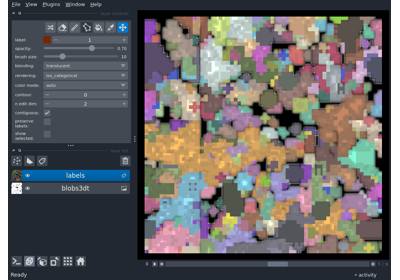 File View Plugins Window Help
label: 1
opacity: 0.70
brush size: 10
blending: translucent
rendering: iso_categorical
color mode: auto
contour: 0
n edit dim: 2
contiguous:
preserve labels:
show selected:
labels
blobs3dt
activity